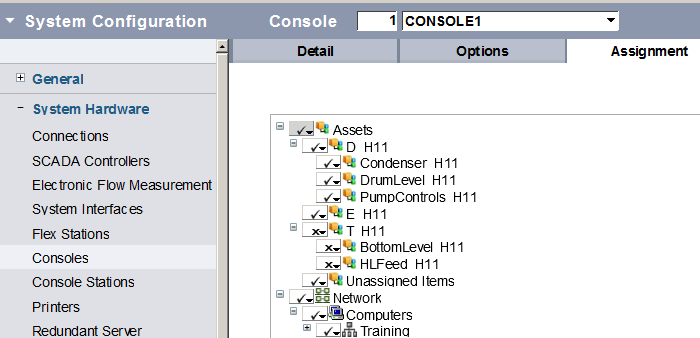 System Configuration
Console 1 CONSOLE1
Detail Options Assignment
General
System Hardware
Connections
SCADA Controllers
Electronic Flow Measurement
System Interfaces
Flex Stations
Consoles
Console Stations
Printers
Redundant Server
Assets
D H11
Condenser H11
DrumLevel H11
PumpControls H11
E H11
T H11
BottomLevel H11
HLFeed H11
Unassigned Items
Network
Computers
Training